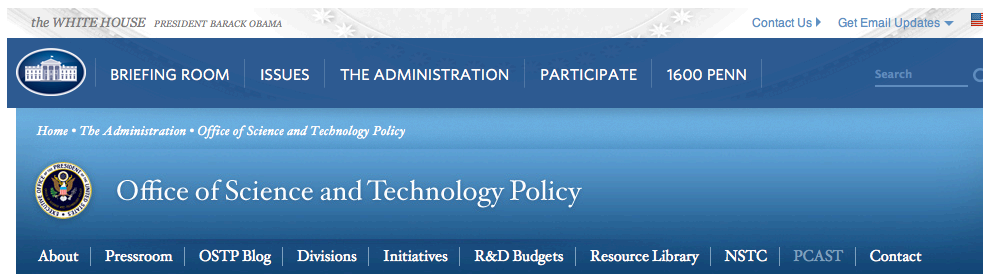 the WHITE HOUSE PRESIDENT BARACK OBAMA Contact Us Get Email Updates
BRIEFING ROOM ISSUES THE ADMINISTRATION PARTICIPATE 1600 PENN Search
Home • The Administration • Office of Science and Technology Policy
Office of Science and Technology Policy
About Pressroom OSTP Blog Divisions Initiatives R&D Budgets Resource Library NSTC PCAST Contact